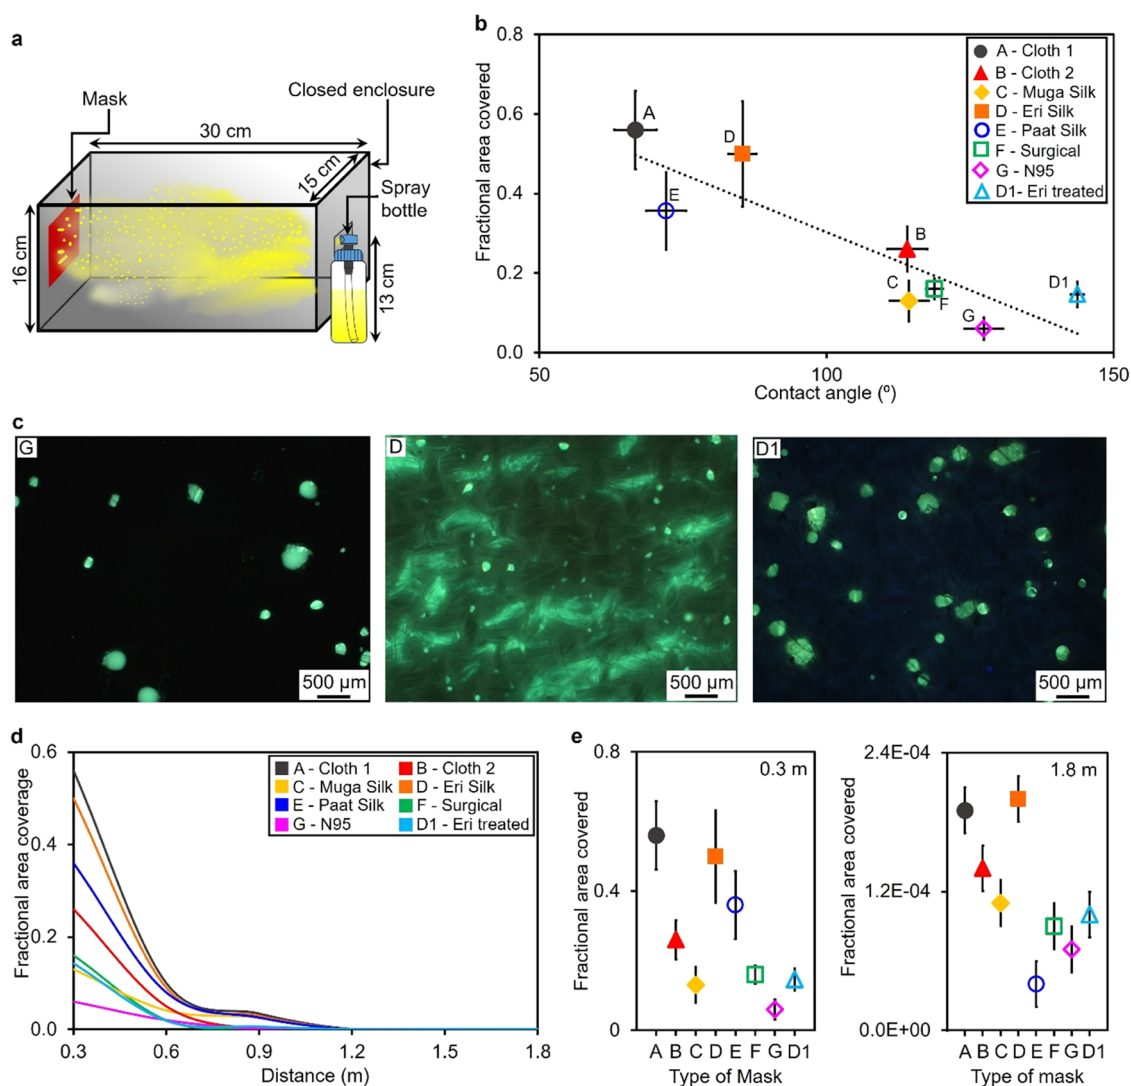 a
Mask
Closed enclosure
30 cm
15 cm
Spray
bottle
16 cm
13 cm
b
0.8
0.6
0.4
0.2
0.0
Fractional area covered
50
100
150
Contact angle (º)
A
D
E
B
C
F
G
D1
A - Cloth 1
B - Cloth 2
C - Muga Silk
D - Eri Silk
E - Paat Silk
F - Surgical
G - N95
D1- Eri treated
c
G
500 µm
D
500 µm
D1
500 µm
d
0.6
0.4
0.2
0.0
Fractional area coverage
0.3
0.6
0.9
1.2
1.5
1.8
Distance (m)
A - Cloth 1
B - Cloth 2
C - Muga Silk
D - Eri Silk
E - Paat Silk
F - Surgical
G - N95
D1 - Eri treated
e
0.8
0.4
0
Fractional area covered
0.3 m
A B C D E F G D1
Type of Mask
2.4E-04
1.2E-04
0.0E+00
Fractional area covered
1.8 m
A B C D E F G D1
Type of mask